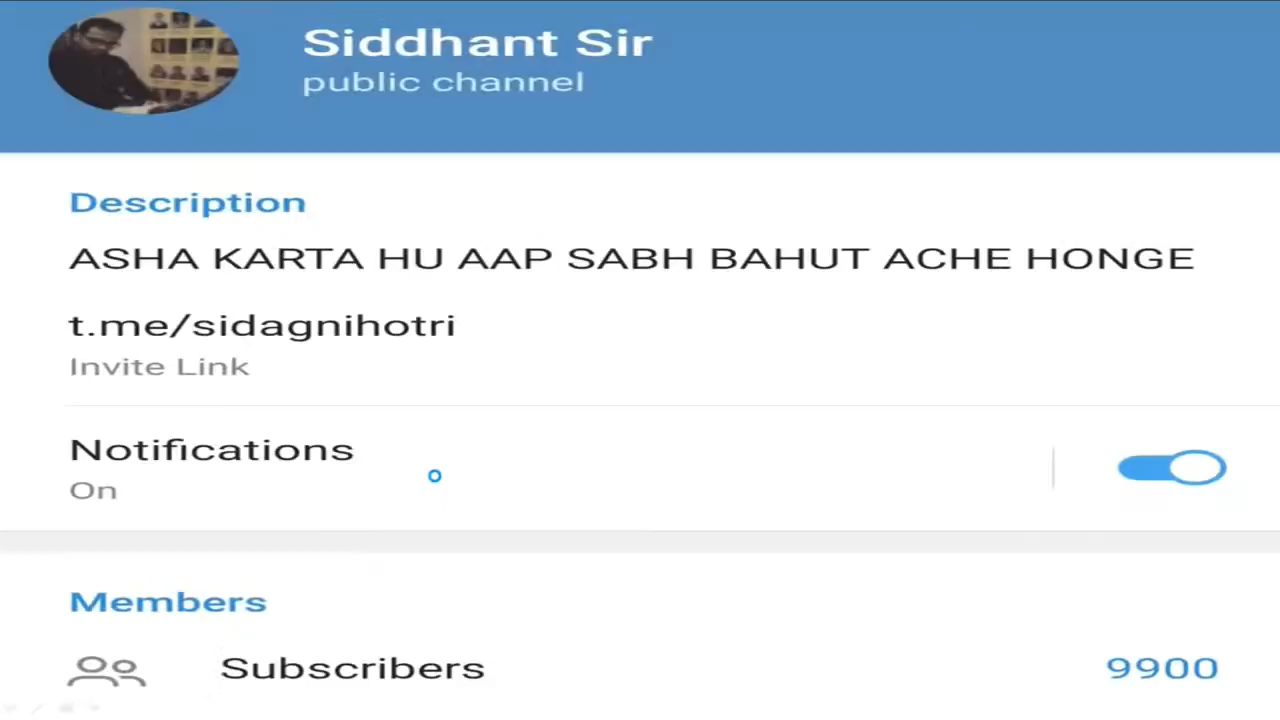 Siddhant Sir
public channel
Description
ASHA KARTA HU AAP SABH BAHUT ACHE HONGE
t.me/sidagnihotri
Invite Link
Notifications
On
Members
Subscribers 9900